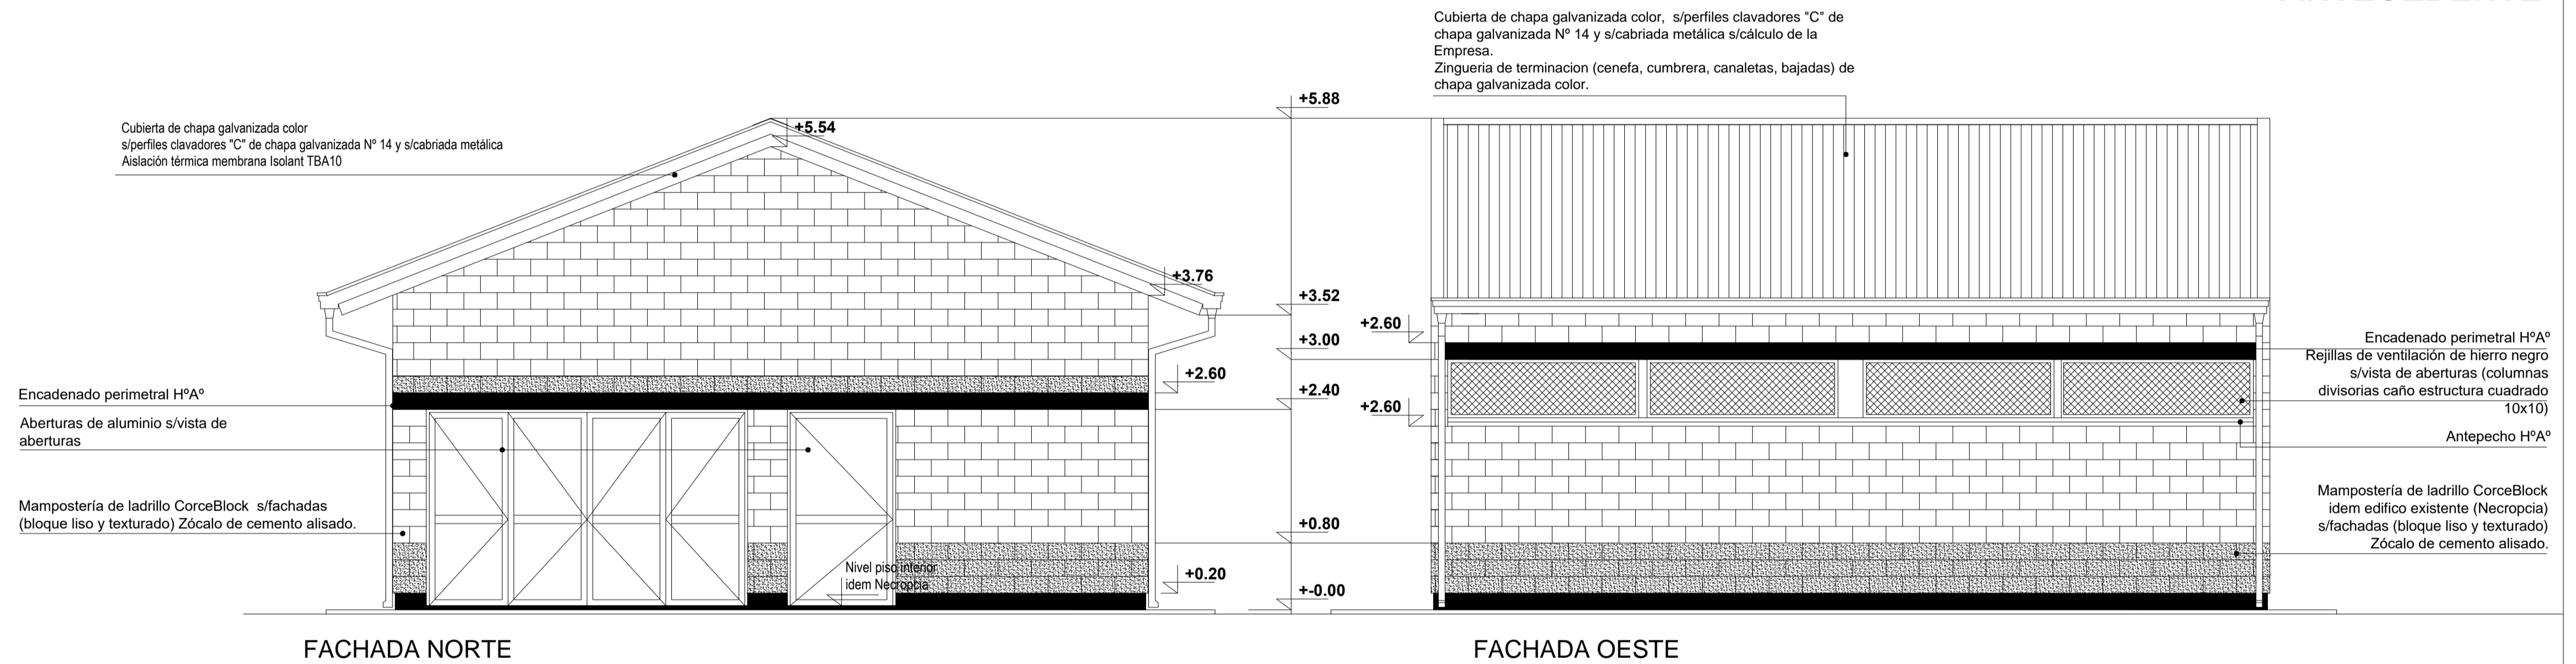 Cubierta de chapa galvanizada color,  s/perfiles clavadores "C" de
chapa galvanizada Nº 14 y s/cabriada metálica s/cálculo de la
Empresa.
Zingueria de terminacion (cenefa, cumbrera, canaletas, bajadas) de
chapa galvanizada color.
Cubierta de chapa galvanizada color
s/perfiles clavadores "C" de chapa galvanizada Nº 14 y s/cabriada metálica
Aislación térmica membrana Isolant TBA10
+5.54
+3.76
+2.60
+0.20
Encadenado perimetral HºAº
Aberturas de aluminio s/vista de
aberturas
Mampostería de ladrillo CorceBlock  s/fachadas
(bloque liso y texturado) Zócalo de cemento alisado.
Nivel piso interior
idem Necropcia
+5.88
+3.52
+3.00
+2.40
+0.80
+-0.00
+2.60
+2.60
Encadenado perimetral HºAº
Rejillas de ventilación de hierro negro
s/vista de aberturas (columnas
divisorias caño estructura cuadrado
10x10)
Antepecho HºAº
Mampostería de ladrillo CorceBlock
idem edifico existente (Necropcia)
s/fachadas (bloque liso y texturado)
Zócalo de cemento alisado.
FACHADA NORTE
FACHADA OESTE